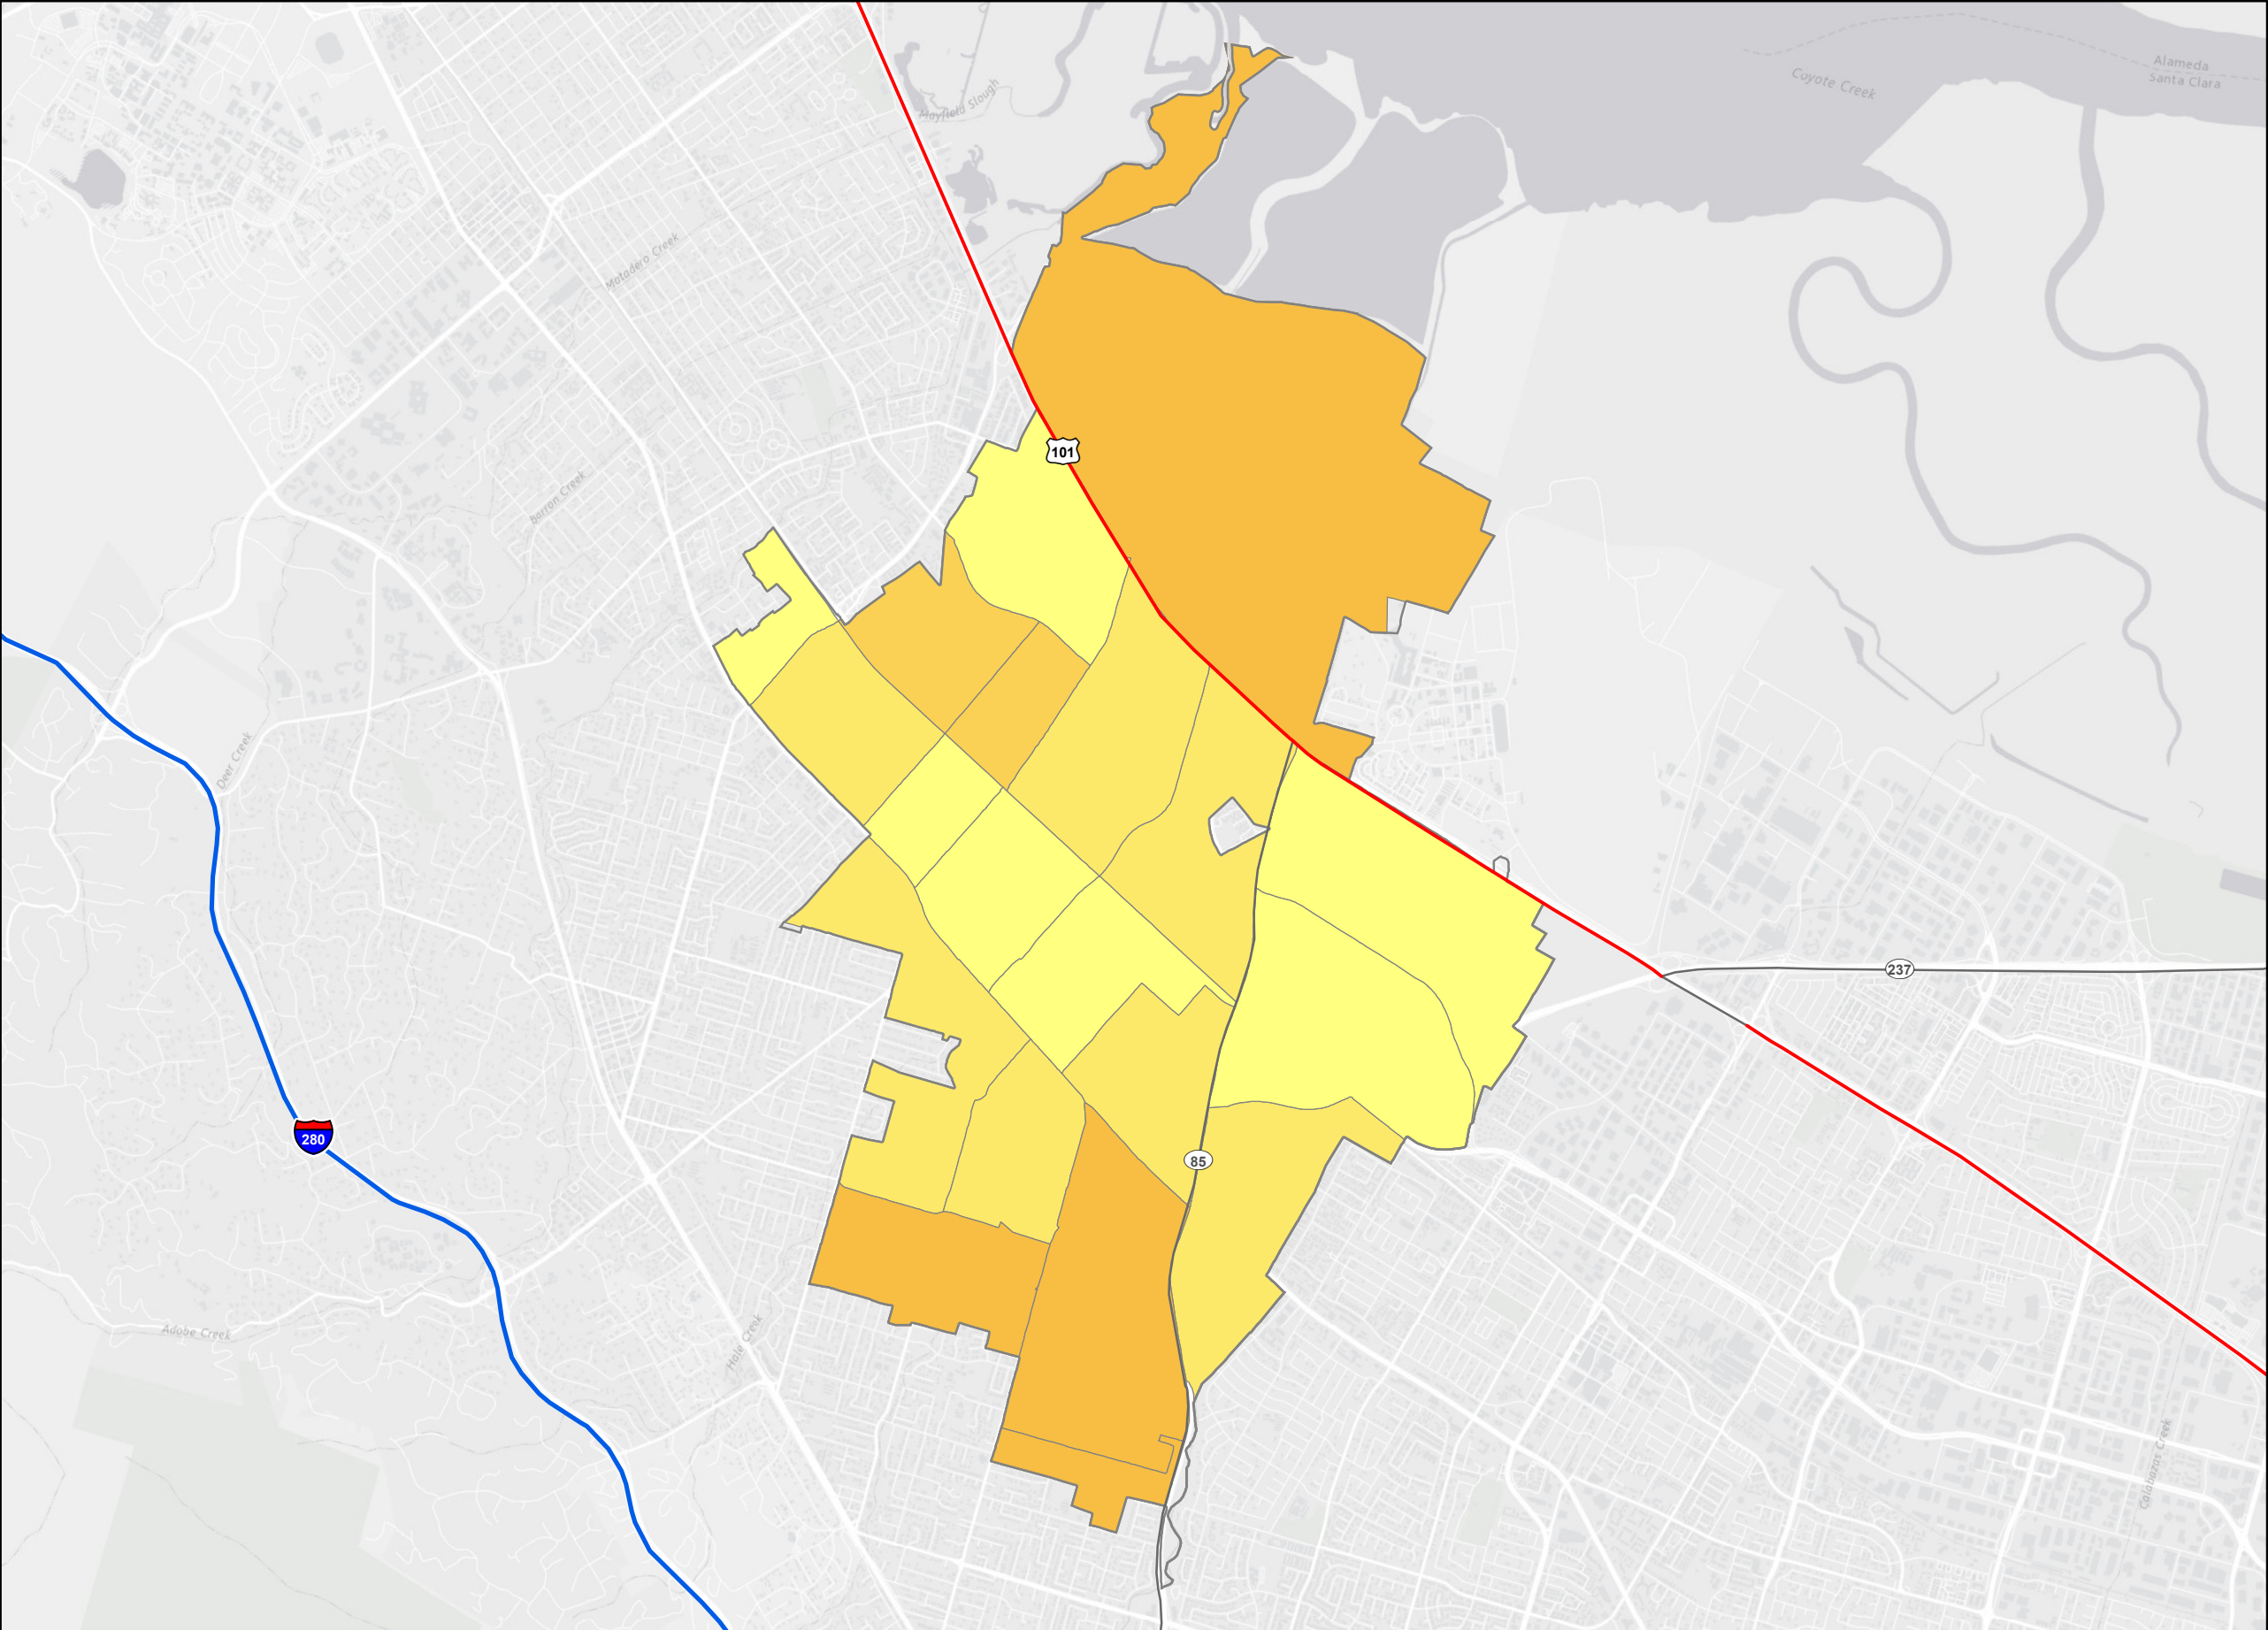 Alameda
Santa Clara
Coyote Creek
Mayfield Slough
Matadero Creek
101
Barron Creek
Deer Creek
237
280
85
Adobe Creek
Hale Creek
Calabazas Creek